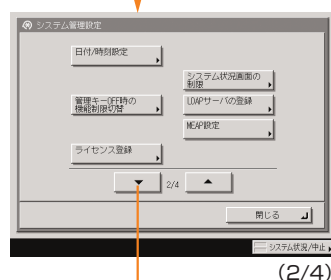 システム管理設定
日付/時刻設定
システム状況画面の
制限
管理キーOFF時の
機能制限切替
LDAPサーバの登録
MEAP設定
ライセンス登録
▼ 2/4 ▲
閉じる
システム状況/中止
(2/4)